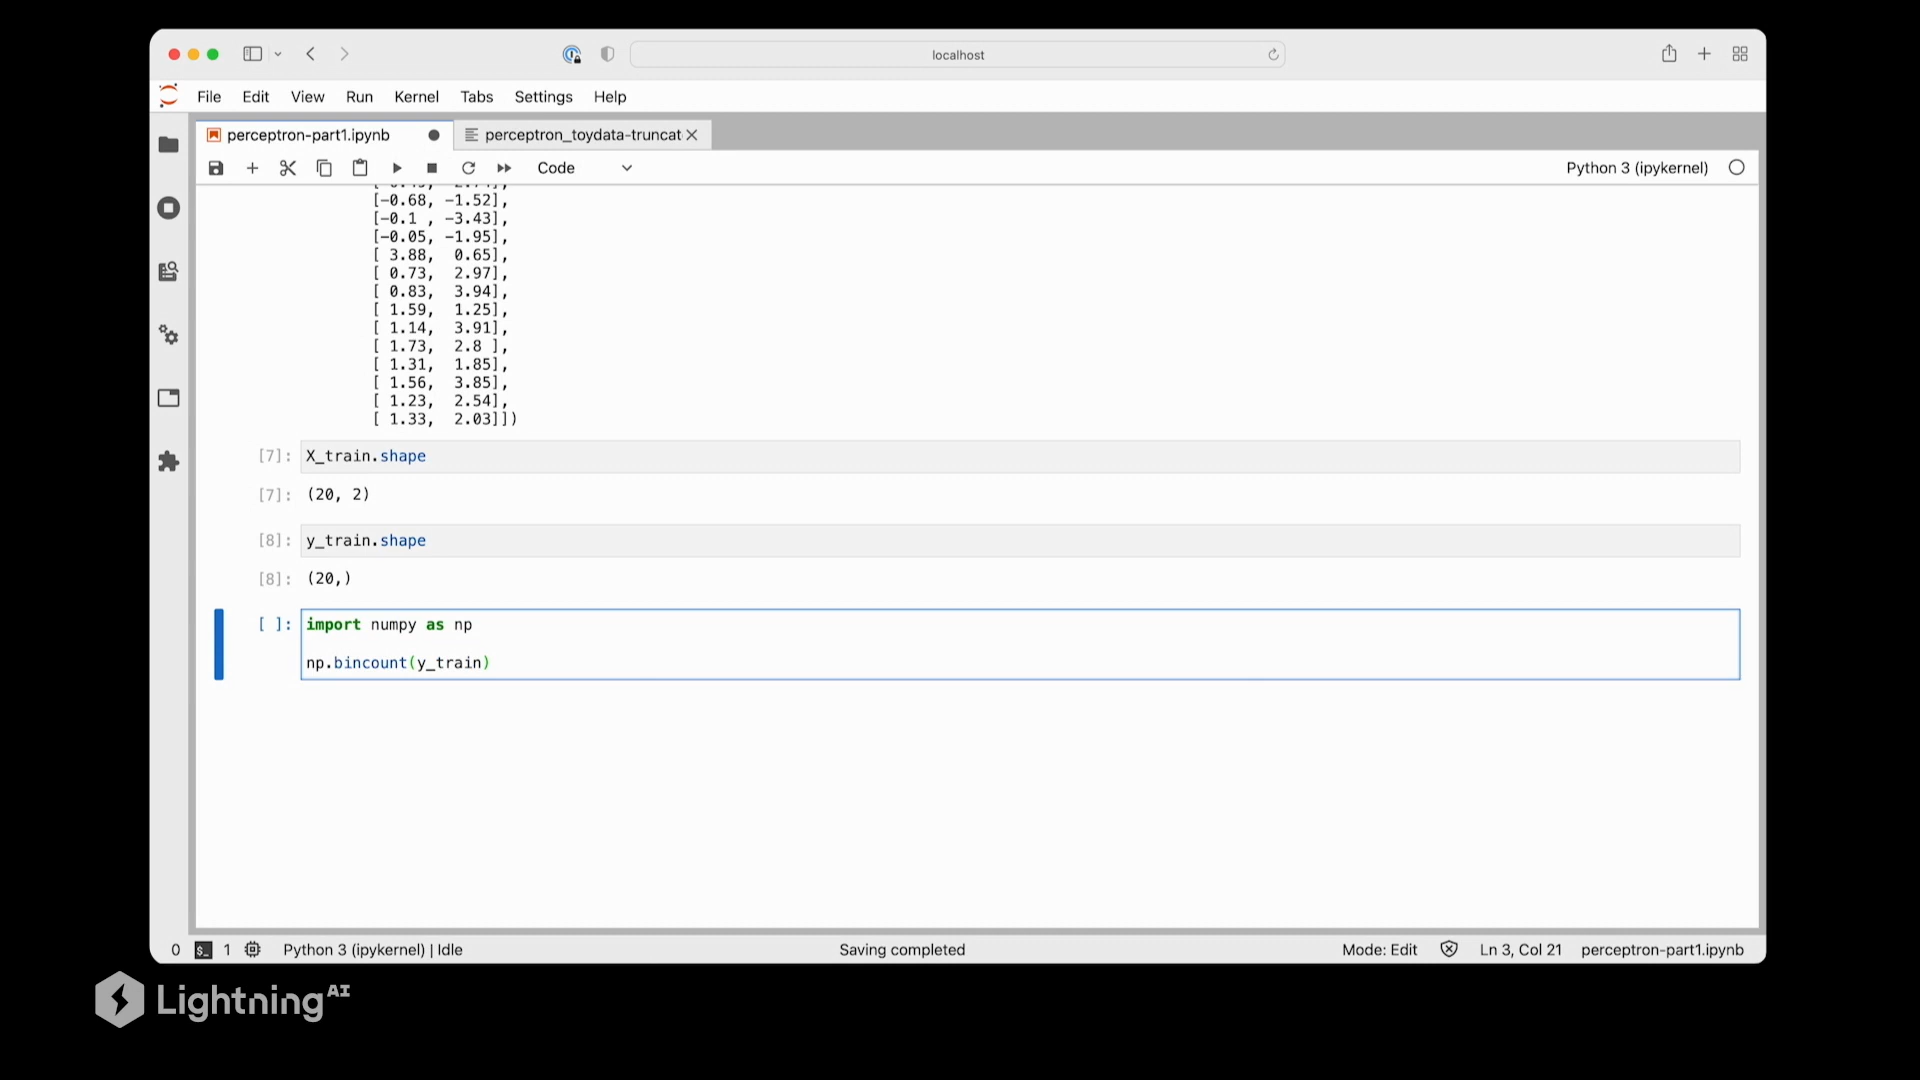 localhost
File Edit View Run Kernel Tabs Settings Help
perceptron-part1.ipynb
perceptron_toydata-truncat
Code
Python 3 (ipykernel)
[-0.68, -1.52],
[-0.1 , -3.43],
[-0.05, -1.95],
[ 3.88,  0.65],
[ 0.73,  2.97],
[ 0.83,  3.94],
[ 1.59,  1.25],
[ 1.14,  3.91],
[ 1.73,  2.8 ],
[ 1.31,  1.85],
[ 1.56,  3.85],
[ 1.23,  2.54],
[ 1.33,  2.03]])
[7]: X_train.shape
[7]: (20, 2)
[8]: y_train.shape
[8]: (20,)
[ ]: import numpy as np
np.bincount(y_train)
0 $_ 1 Python 3 (ipykernel) | Idle Saving completed Mode: Edit Ln 3, Col 21 perceptron-part1.ipynb
Lightning AI